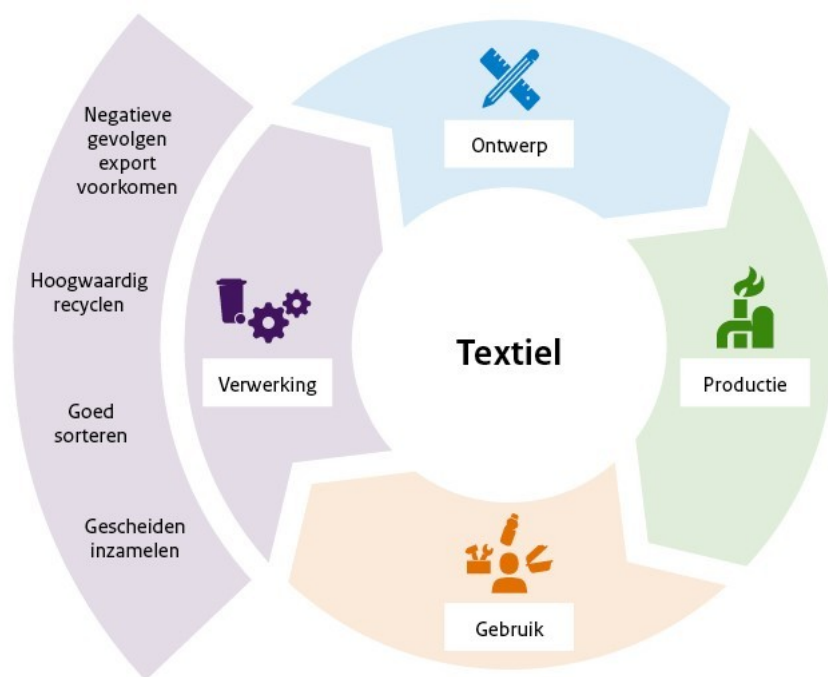 Negatieve
gevolgen
export
voorkomen
Hoogwaardig
recyclen
Goed
sorteren
Gescheiden
inzamelen
Ontwerp
Productie
Gebruik
Verwerking
Textiel